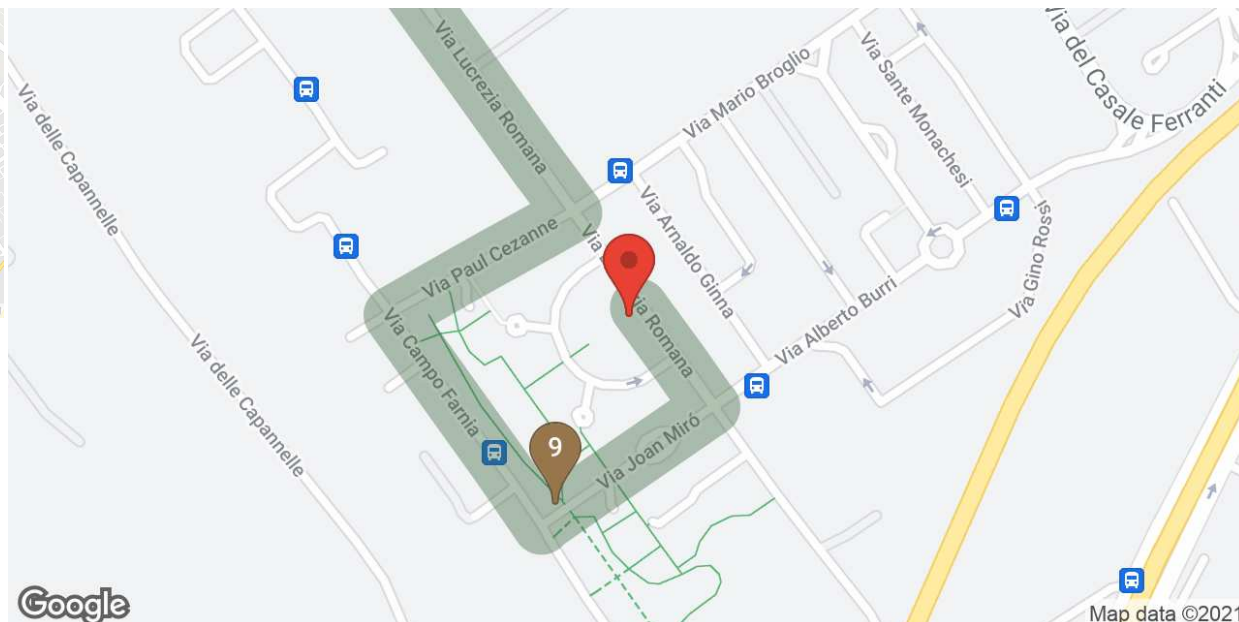 Via Lucrezia Romana
Via Mario Broglio
Via Sante Monachesi
Via del Casale Ferranti
Via delle Capannelle
Via Paul Cezanne
Via Arnaldo Ginna
Via Gino Rossi
Via
Romana
Via Alberto Burri
Via Campo Farnia
Via delle Capannelle
9
Via Joan Miró
Google
Map data ©2021